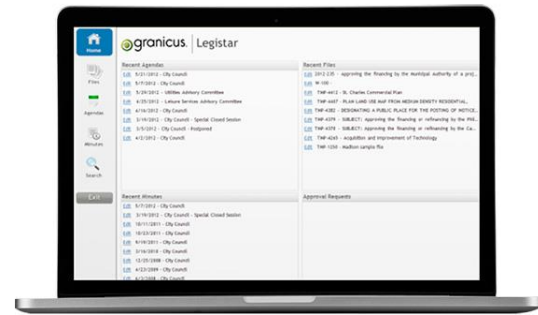 Home
granicus. | Legistar
Recent Agendas
Edit 5/21/2012 - City Council
Edit 5/7/2012 - City Council
Edit 5/29/2012 - Utilities Advisory Committee
Edit 4/25/2012 - Leisure Services Advisory Committee
Edit 4/16/2012 - City Council
Edit 3/19/2012 - City Council - Special Closed Session
Edit 3/5/2012 - City Council - Postponed
Edit 4/2/2012 - City Council
Recent Files
Edit 2012-235 - approving the financing by the municipal authority of a proj...
Edit W-100 -
Edit TMP-4412 - St. Charles Commercial Plan
Edit TMP-4407 - PLAN LAND USE MAP FROM MEDIUM DENSITY RESIDENTIAL,
Edit TMP-4382 - DESIGNATING A PUBLIC PLACE FOR THE POSTING OF NOTICE...
Edit TMP-4379 - SUBJECT: Approving the financing or refinancing by the
Edit TMP-4378 - SUBJECT: Approving the financing or refinancing by the Ca...
Edit TMP-4265 - Acquisition and Improvement of Technology
Edit TMP-1250 - Madison sample file
Files
Agendas
Minutes
Search
Exit
Recent Minutes
Edit 5/7/2012 - City Council
Edit 3/19/2012 - City Council - Special Closed Session
Edit 10/11/2011 - City Council
Edit 10/23/2011 - City Council
Edit 9/19/2011 - City Council
Edit 3/16/2010 - City Council
Edit 12/25/2008 - City Council
Edit 4/23/2009 - City Council
Edit - City Council
Approval Requests